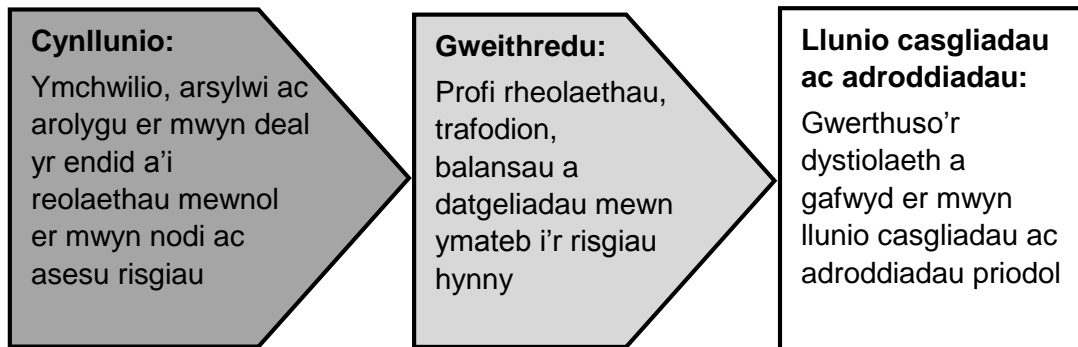 Cynllunio:
Ymchwilio, arsylwi ac
arolygu er mwyn deal
yr endid a'i
reolaethau mewnol
er mwyn nodi ac
asesu risgiau
Gweithredu:
Profi rheolaethau,
trafodion,
balansau a
datgeliadau mewn
ymateb i'r risgiau
hynny
Llunio casgliadau
ac adroddiadau:
Gwerthuso'r
dystiolaeth a
gafwyd er mwyn
llunio casgliadau ac
adroddiadau priodol